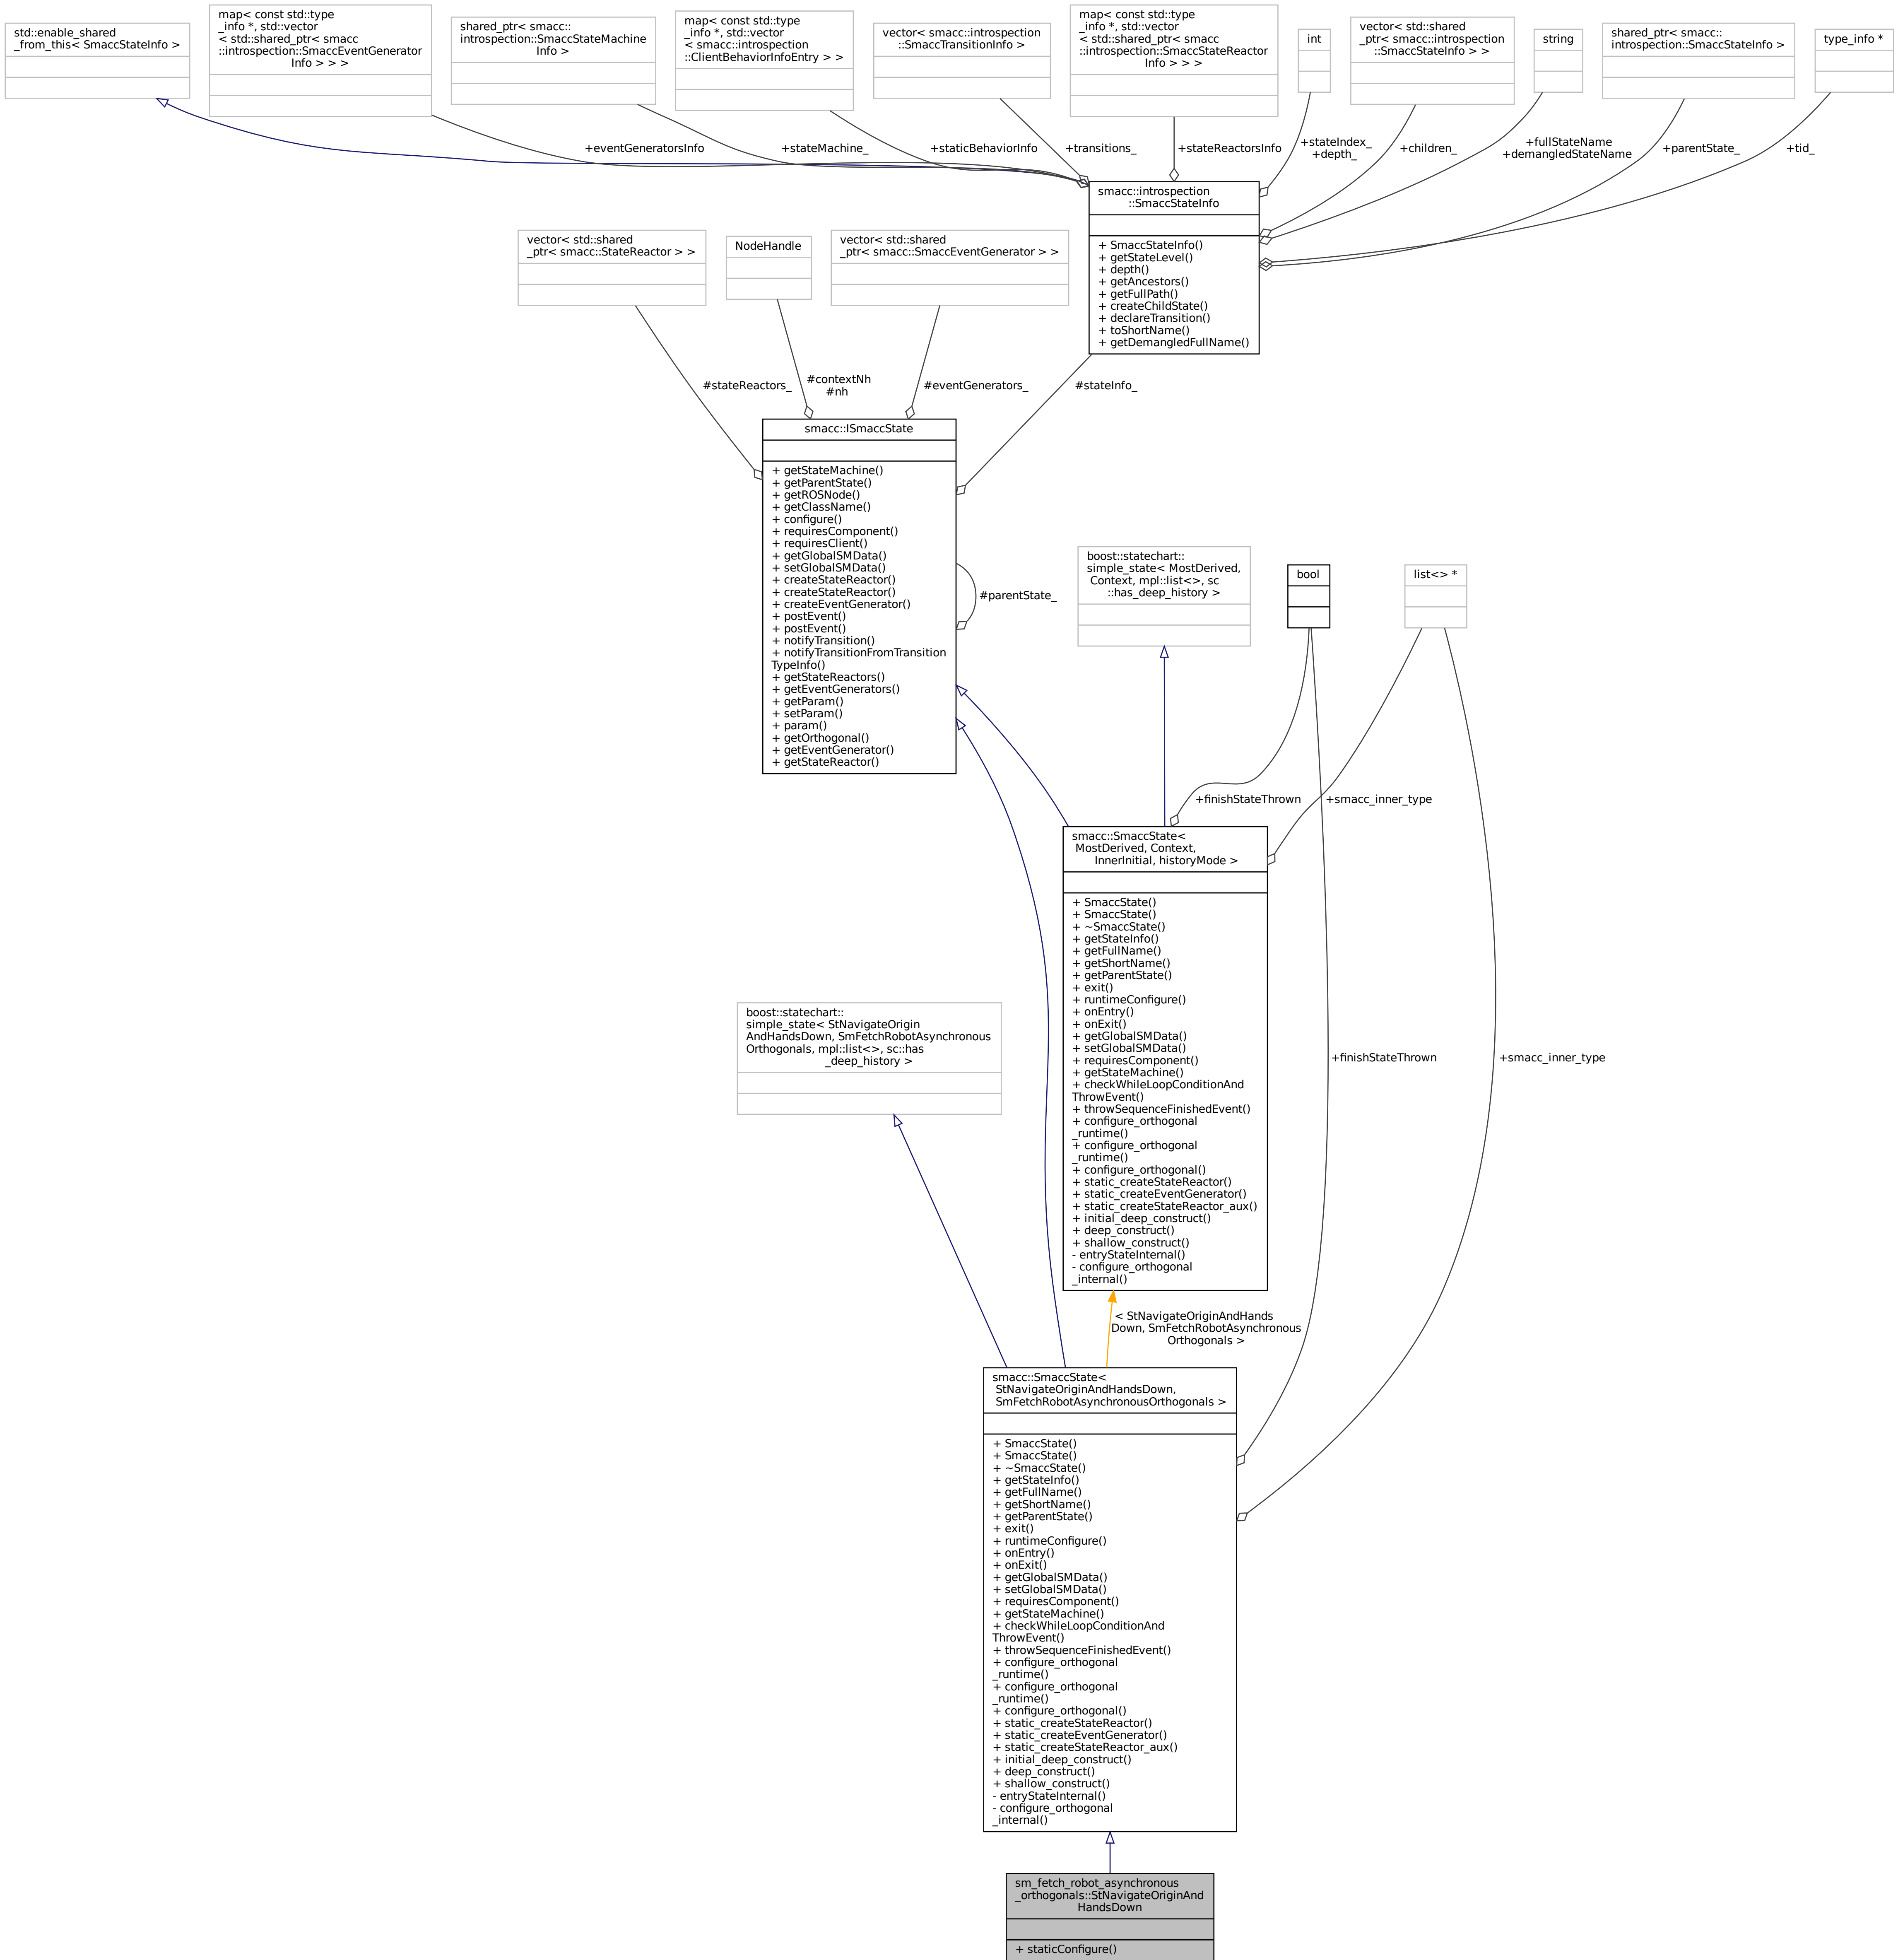 std::enable_shared
_from_this< SmaccStateInfo >
map< const std::type
_info *, std::vector
< std::shared_ptr< smacc
::introspection::SmaccEventGenerator
Info > > >
shared_ptr< smacc::
introspection::SmaccStateMachine
Info >
map< const std::type
_info *, std::vector
< smacc::introspection
::ClientBehaviorInfoEntry > >
vector< smacc::introspection
::SmaccTransitionInfo >
map< const std::type
_info *, std::vector
< std::shared_ptr< smacc
::introspection::SmaccStateReactor
Info > > >
int
vector< std::shared
_ptr< smacc::introspection
::SmaccStateInfo > >
string
shared_ptr< smacc::
introspection::SmaccStateInfo >
type_info *
+eventGeneratorsInfo
+stateMachine_
+staticBehaviorInfo
+transitions_
+stateReactorsInfo
+stateIndex_
+depth_
+children_
+fullStateName
+demangledStateName
+parentState_
+tid_
smacc::introspection
::SmaccStateInfo
+ SmaccStateInfo()
+ getStateLevel()
+ depth()
+ getAncestors()
+ getFullPath()
+ createChildState()
+ declareTransition()
+ toShortName()
+ getDemangledFullName()
vector< std::shared
_ptr< smacc::StateReactor > >
NodeHandle
vector< std::shared
_ptr< smacc::SmaccEventGenerator > >
#stateReactors_
#contextNh
#nh
#eventGenerators_
#stateInfo_
smacc::ISmaccState
+ getStateMachine()
+ getParentState()
+ getROSNode()
+ getClassName()
+ configure()
+ requiresComponent()
+ requiresClient()
+ getGlobalSMData()
+ setGlobalSMData()
+ createStateReactor()
+ createStateReactor()
+ createEventGenerator()
+ postEvent()
+ postEvent()
+ notifyTransition()
+ notifyTransitionFromTransition
TypeInfo()
+ getStateReactors()
+ getEventGenerators()
+ getParam()
+ setParam()
+ param()
+ getOrthogonal()
+ getEventGenerator()
+ getStateReactor()
#parentState_
boost::statechart::
simple_state< MostDerived,
Context, mpl::list<>, sc
::has_deep_history >
bool
list<> *
+finishStateThrown
+smacc_inner_type
smacc::SmaccState<
MostDerived, Context,
InnerInitial, historyMode >
+ SmaccState()
+ SmaccState()
+ ~SmaccState()
+ getStateInfo()
+ getFullName()
+ getShortName()
+ getParentState()
+ exit()
+ runtimeConfigure()
+ onEntry()
+ onExit()
+ getGlobalSMData()
+ setGlobalSMData()
+ requiresComponent()
+ getStateMachine()
+ checkWhileLoopConditionAnd
ThrowEvent()
+ throwSequenceFinishedEvent()
+ configure_orthogonal
_runtime()
+ configure_orthogonal
_runtime()
+ configure_orthogonal()
+ static_createStateReactor()
+ static_createEventGenerator()
+ static_createStateReactor_aux()
+ initial_deep_construct()
+ deep_construct()
+ shallow_construct()
- entryStateInternal()
- configure_orthogonal
_internal()
boost::statechart::
simple_state< StNavigateOrigin
AndHandsDown, SmFetchRobotAsynchronous
Orthogonals, mpl::list<>, sc::has
_deep_history >
+finishStateThrown
+smacc_inner_type
< StNavigateOriginAndHands
Down, SmFetchRobotAsynchronous
Orthogonals >
smacc::SmaccState<
StNavigateOriginAndHandsDown,
SmFetchRobotAsynchronousOrthogonals >
+ SmaccState()
+ SmaccState()
+ ~SmaccState()
+ getStateInfo()
+ getFullName()
+ getShortName()
+ getParentState()
+ exit()
+ runtimeConfigure()
+ onEntry()
+ onExit()
+ getGlobalSMData()
+ setGlobalSMData()
+ requiresComponent()
+ getStateMachine()
+ checkWhileLoopConditionAnd
ThrowEvent()
+ throwSequenceFinishedEvent()
+ configure_orthogonal
_runtime()
+ configure_orthogonal
_runtime()
+ configure_orthogonal()
+ static_createStateReactor()
+ static_createEventGenerator()
+ static_createStateReactor_aux()
+ initial_deep_construct()
+ deep_construct()
+ shallow_construct()
- entryStateInternal()
- configure_orthogonal
_internal()
sm_fetch_robot_asynchronous
_orthogonals::StNavigateOriginAnd
HandsDown
+ staticConfigure()